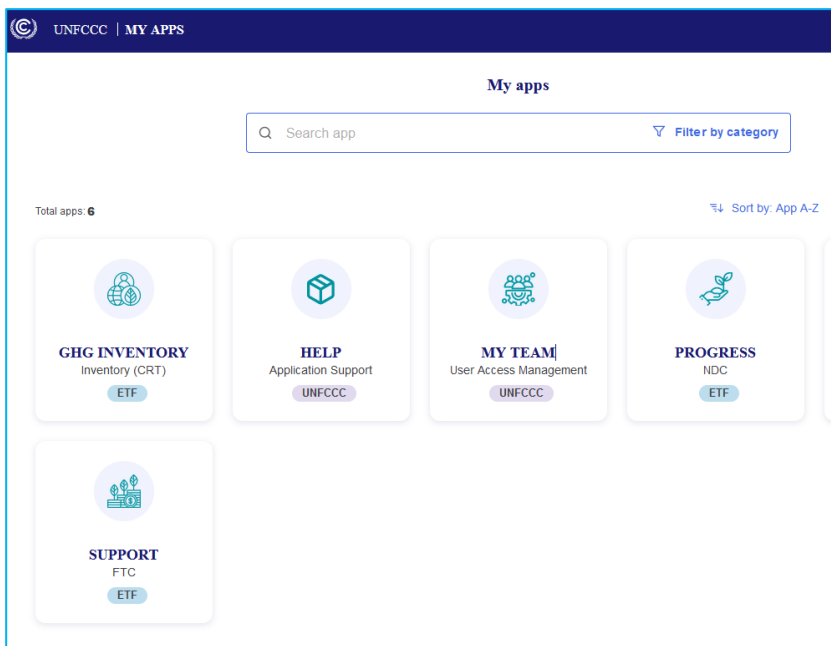 UNFCCC | MY APPS
My apps
Search app
Filter by category
Total apps: 6
Sort by: App A-Z
GHG INVENTORY
Inventory (CRT)
ETF
HELP
Application Support
UNFCCC
MY TEAM
User Access Management
UNFCCC
PROGRESS
NDC
ETF
SUPPORT
FTC
ETF